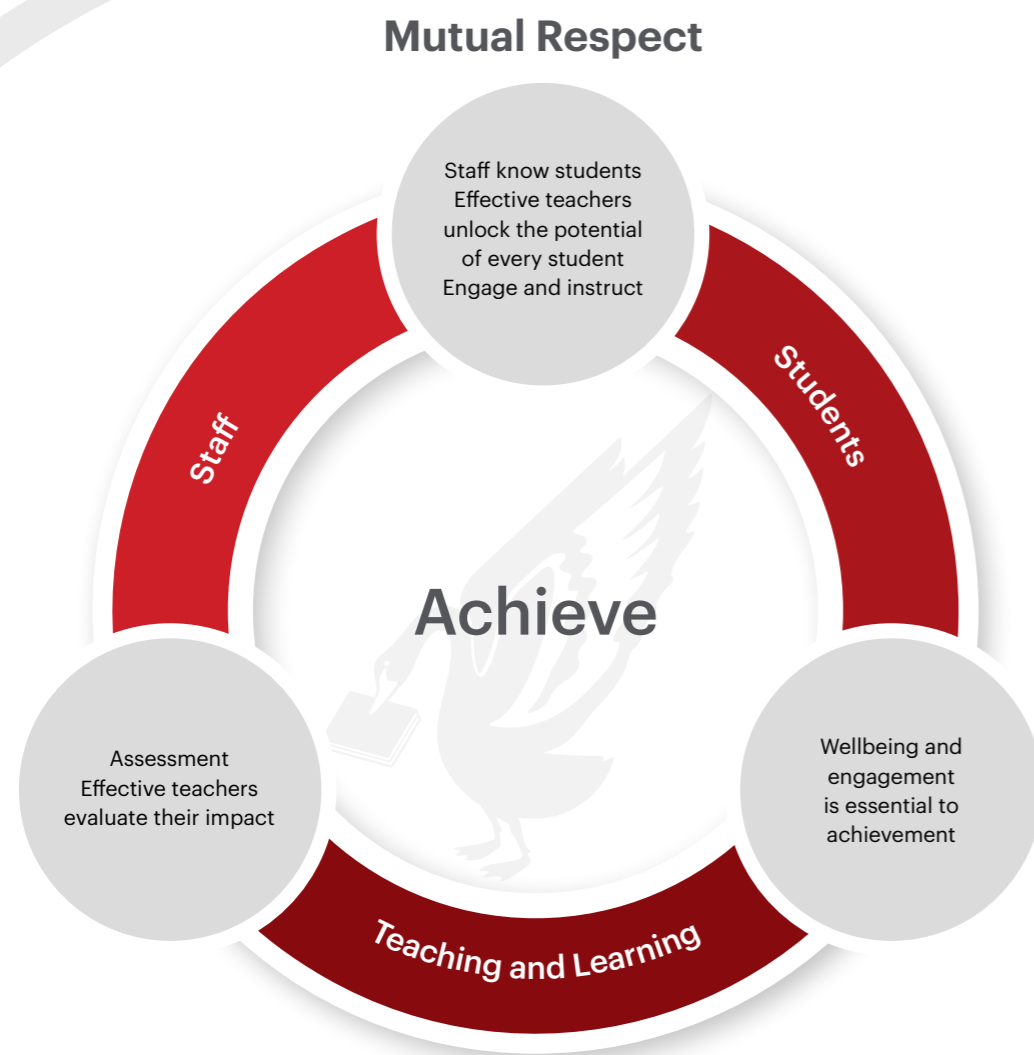 Mutual Respect
Staff know students
Effective teachers
unlock the potential
of every student
Engage and instruct
Students
Staff
Achieve
Assessment
Effective teachers
evaluate their impact
Wellbeing and
engagement
is essential to
achievement
Teaching and Learning